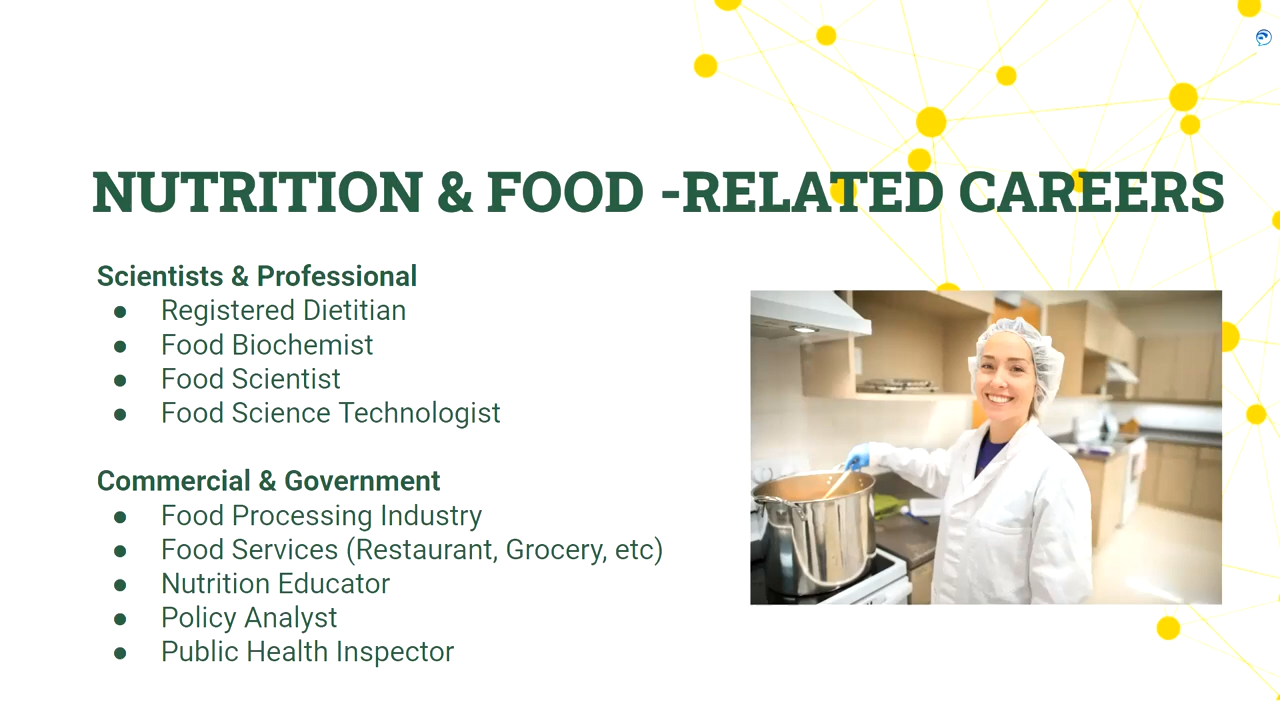 NUTRITION & FOOD -RELATED CAREERS
Scientists & Professional
● Registered Dietitian
● Food Biochemist
● Food Scientist
● Food Science Technologist
Commercial & Government
● Food Processing Industry
● Food Services (Restaurant, Grocery, etc)
● Nutrition Educator
● Policy Analyst
● Public Health Inspector